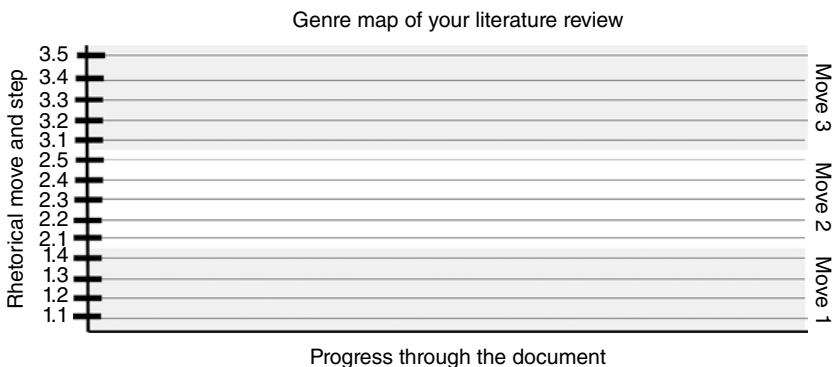 Genre map of your literature review
Rhetorical move and step
3.5
3.4
3.3
3.2
3.1
2.5
2.4
2.3
2.2
2.1
1.4
1.3
1.2
1.1
Move 3
Move 2
Move 1
Progress through the document